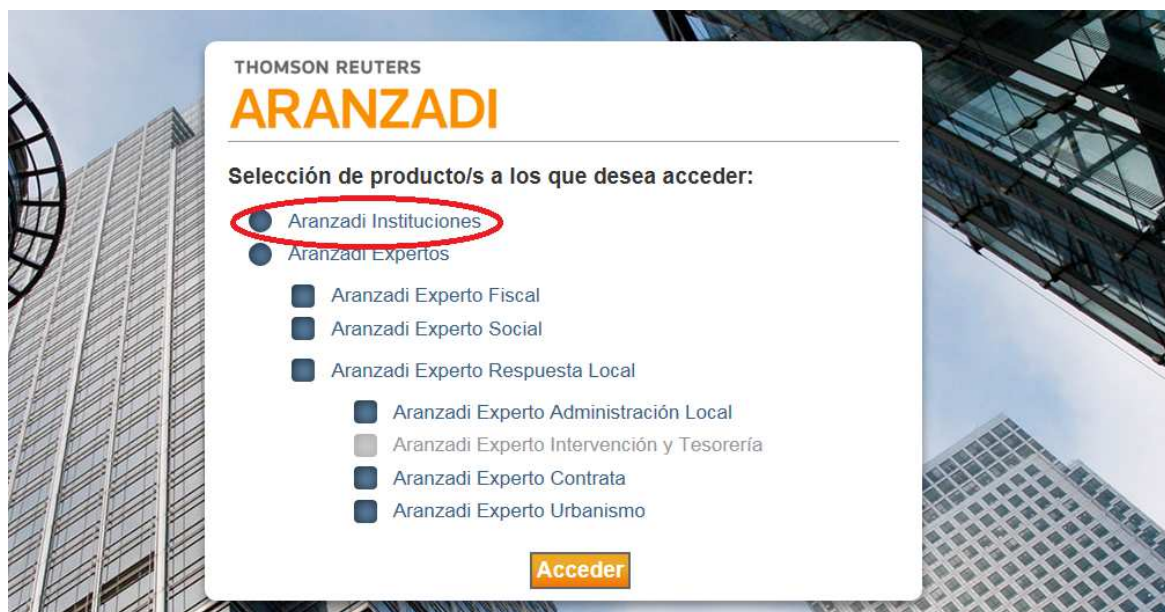 THOMSON REUTERS
ARANZADI
Selección de producto/s a los que desea acceder:
Aranzadi Instituciones
Aranzadi Expertos
Aranzadi Experto Fiscal
Aranzadi Experto Social
Aranzadi Experto Respuesta Local
Aranzadi Experto Administración Local
Aranzadi Experto Intervención y Tesorería
Aranzadi Experto Contrata
Aranzadi Experto Urbanismo
Acceder